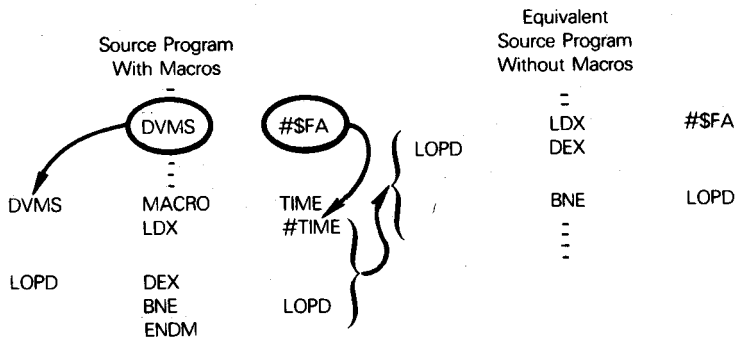 Source Program
With Macros
DVMS #$FA
DVMS MACRO TIME
LDX #TIME
LOPD DEX
BNE LOPD
ENDM
Equivalent
Source Program
Without Macros
LDX #$FA
LOPD DEX
BNE LOPD